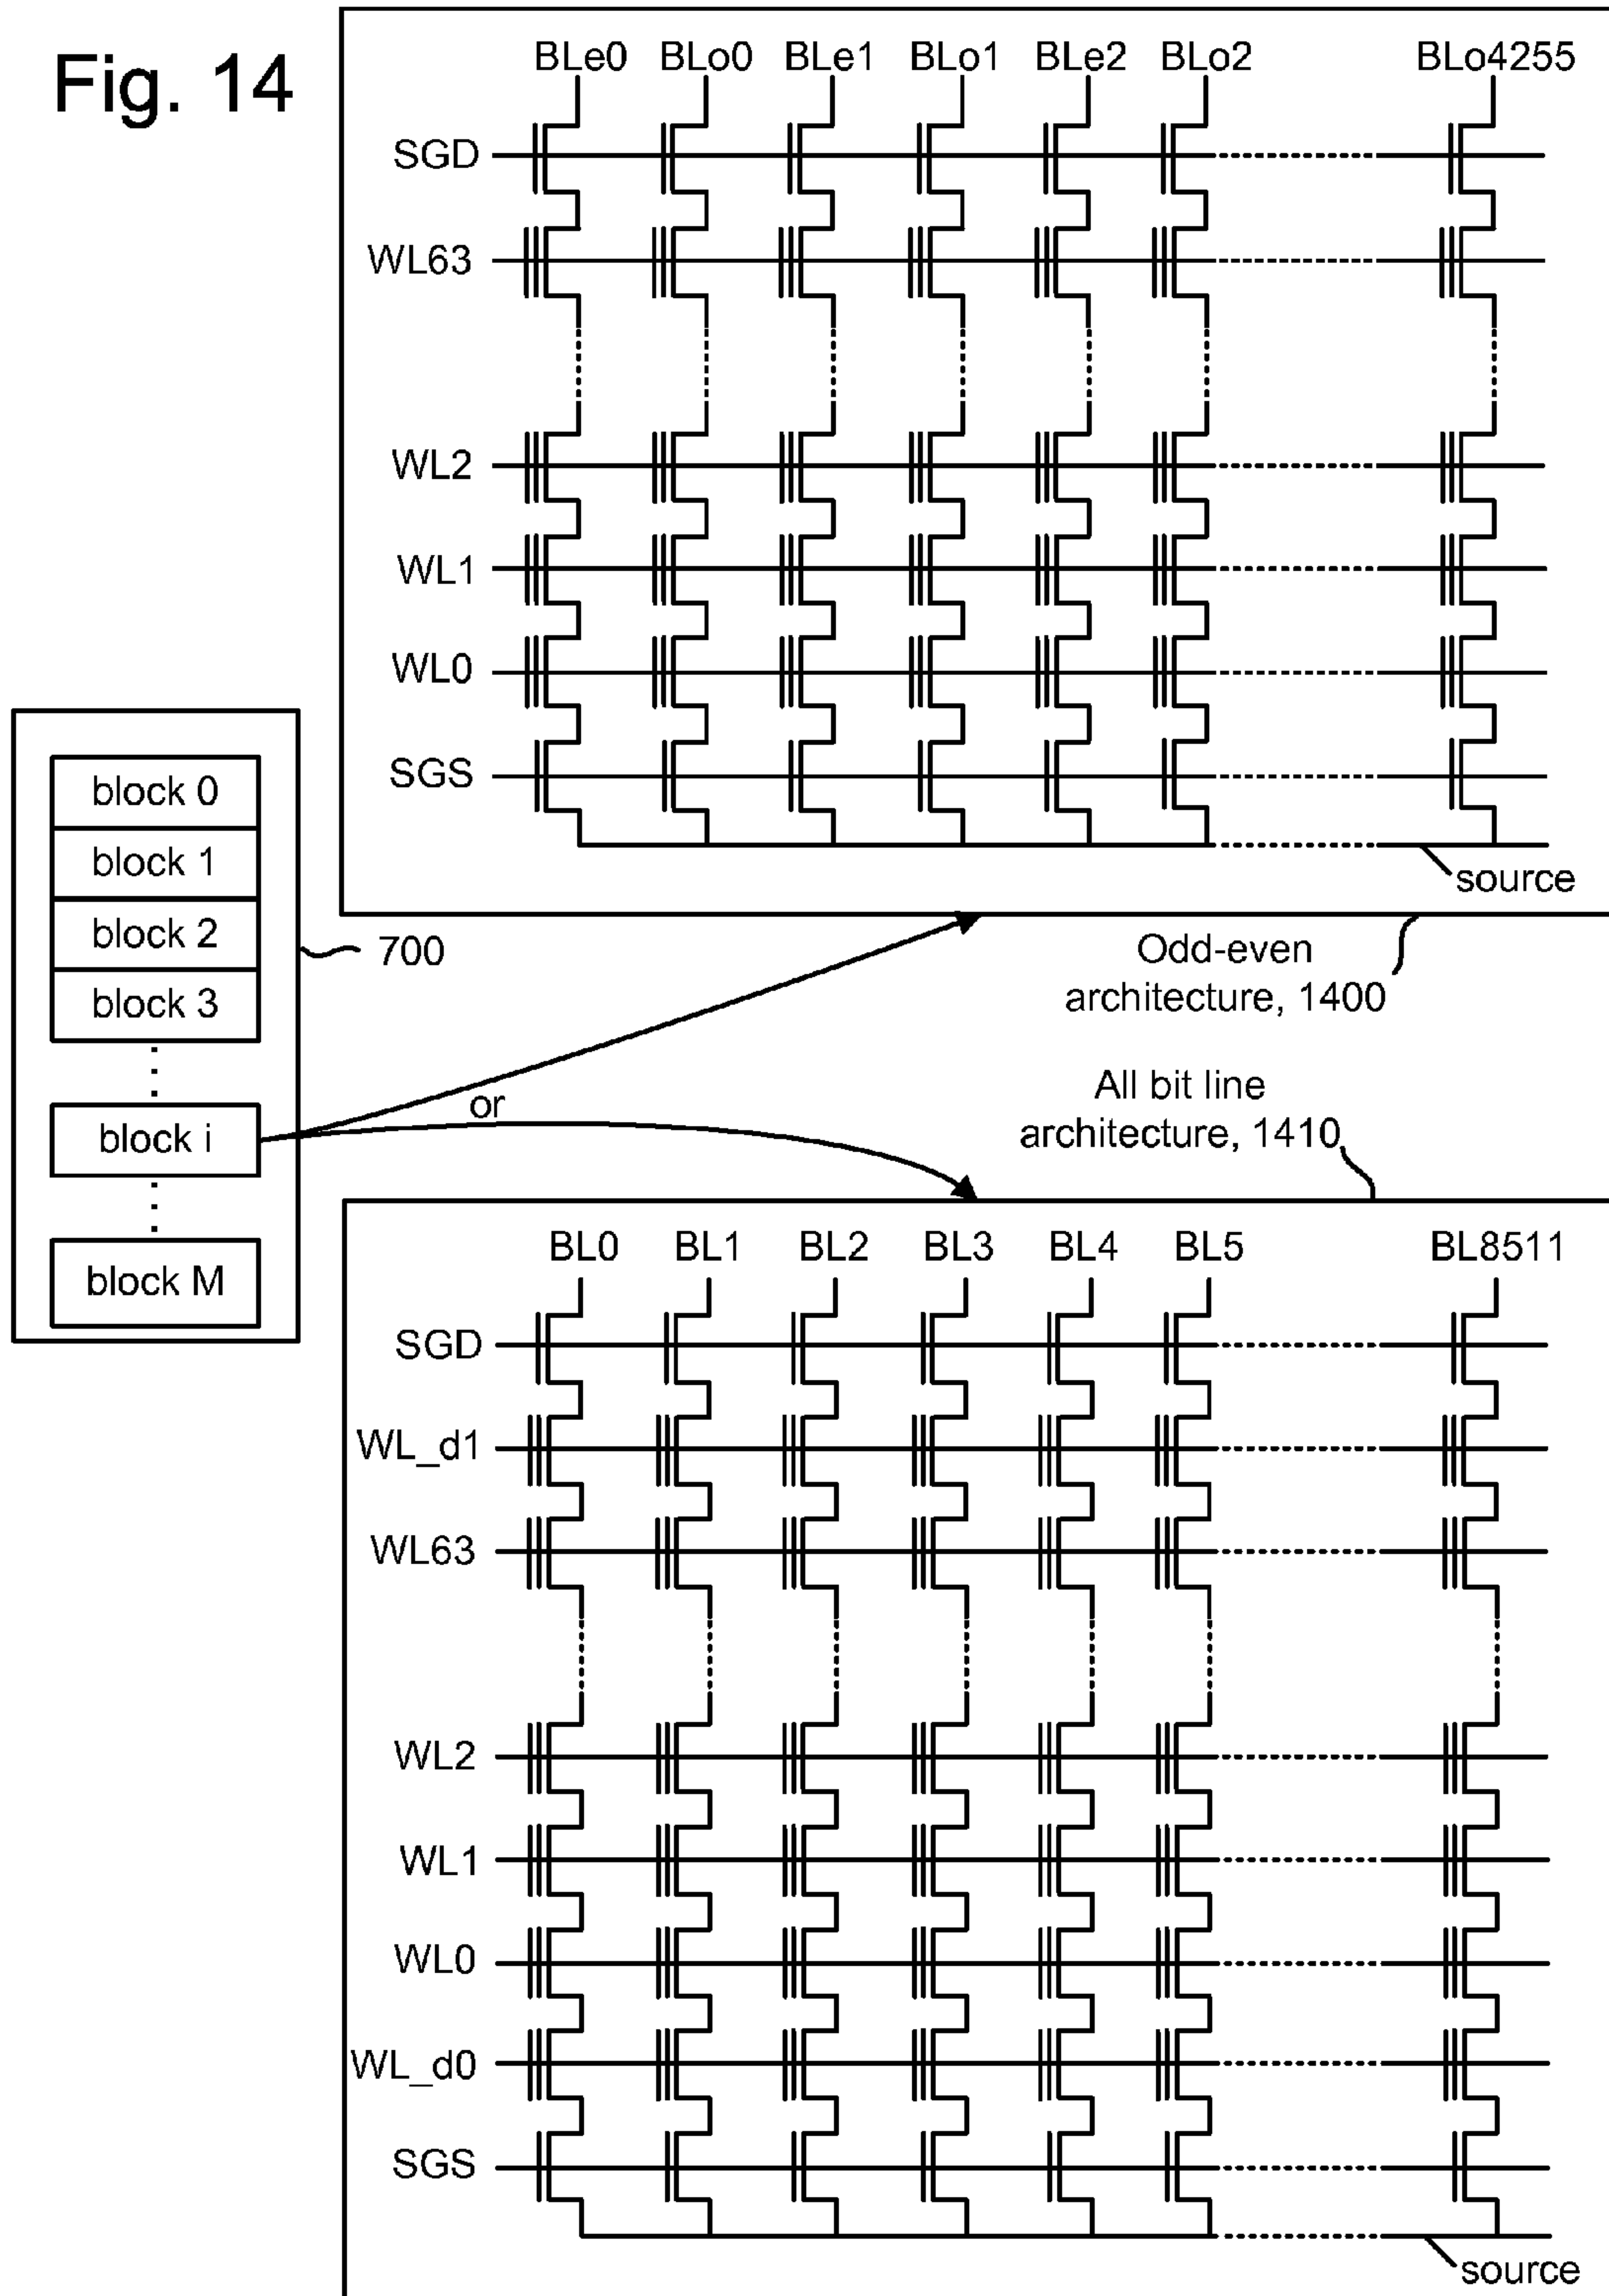 Fig. 14
BLe0 BLo0 BLe1 BLo1 BLe2 BLo2 BLo4255
SGD
WL63
WL2
WL1
WL0
SGS
source
block 0
block 1
block 2
block 3
block i
block M
700
or
Odd-even
architecture, 1400
All bit line
architecture, 1410
BL0 BL1 BL2 BL3 BL4 BL5 BL8511
SGD
WL_d1
WL63
WL2
WL1
WL0
WL_d0
SGS
source